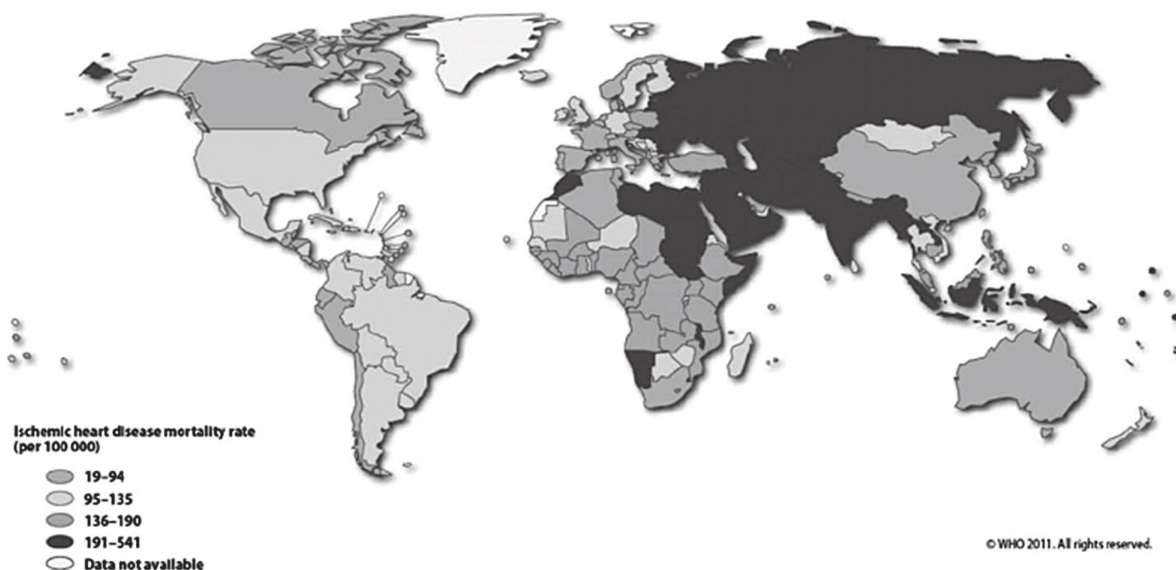 Ischemic heart disease mortality rate
(per 100 000)
19–94
95–135
136–190
191–541
Data not available
© WHO 2011. All rights reserved.